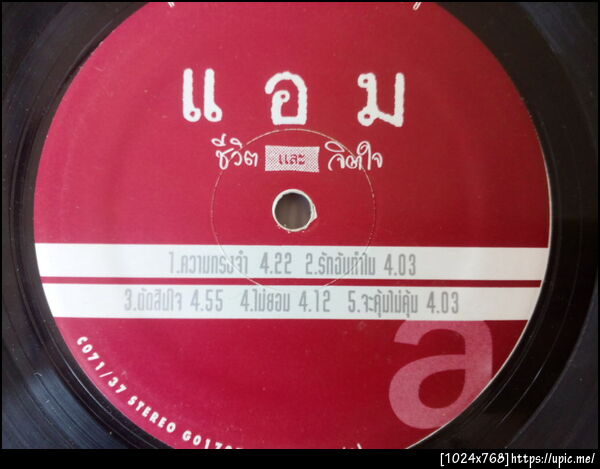 แอม
ชีวิต และ จิตใจ
1.ความทรงจำ 4.22 2.รักฉันทำไม 4.03
3.ตัดสินใจ 4.55 4.ไม่ยอม 4.12 5.จะคุ้มไม่คุ้ม 4.03
a
C071/37 STEREO
[1024x768]https://upic.me/